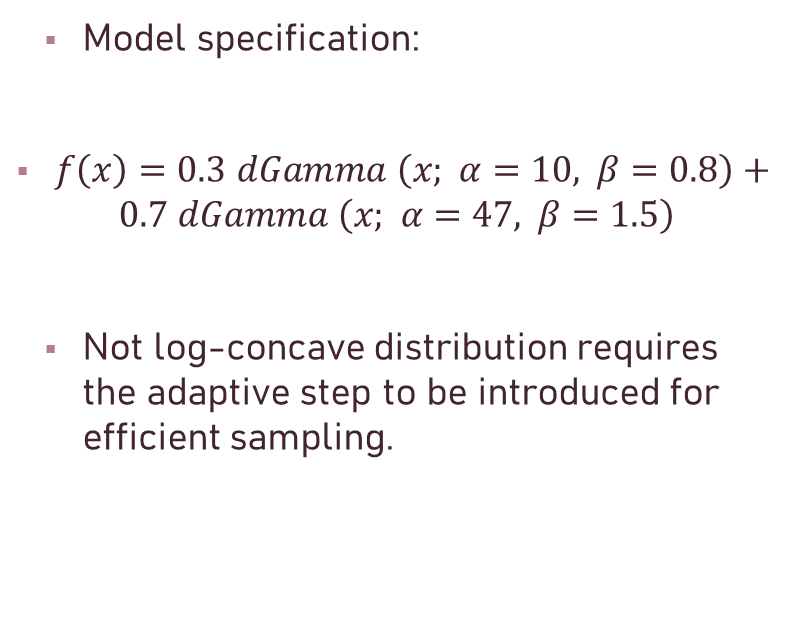 ▪ Model specification:
▪ f(x) = 0.3 dGamma (x; α = 10, β = 0.8) +
0.7 dGamma (x; α = 47, β = 1.5)
▪ Not log-concave distribution requires
the adaptive step to be introduced for
efficient sampling.